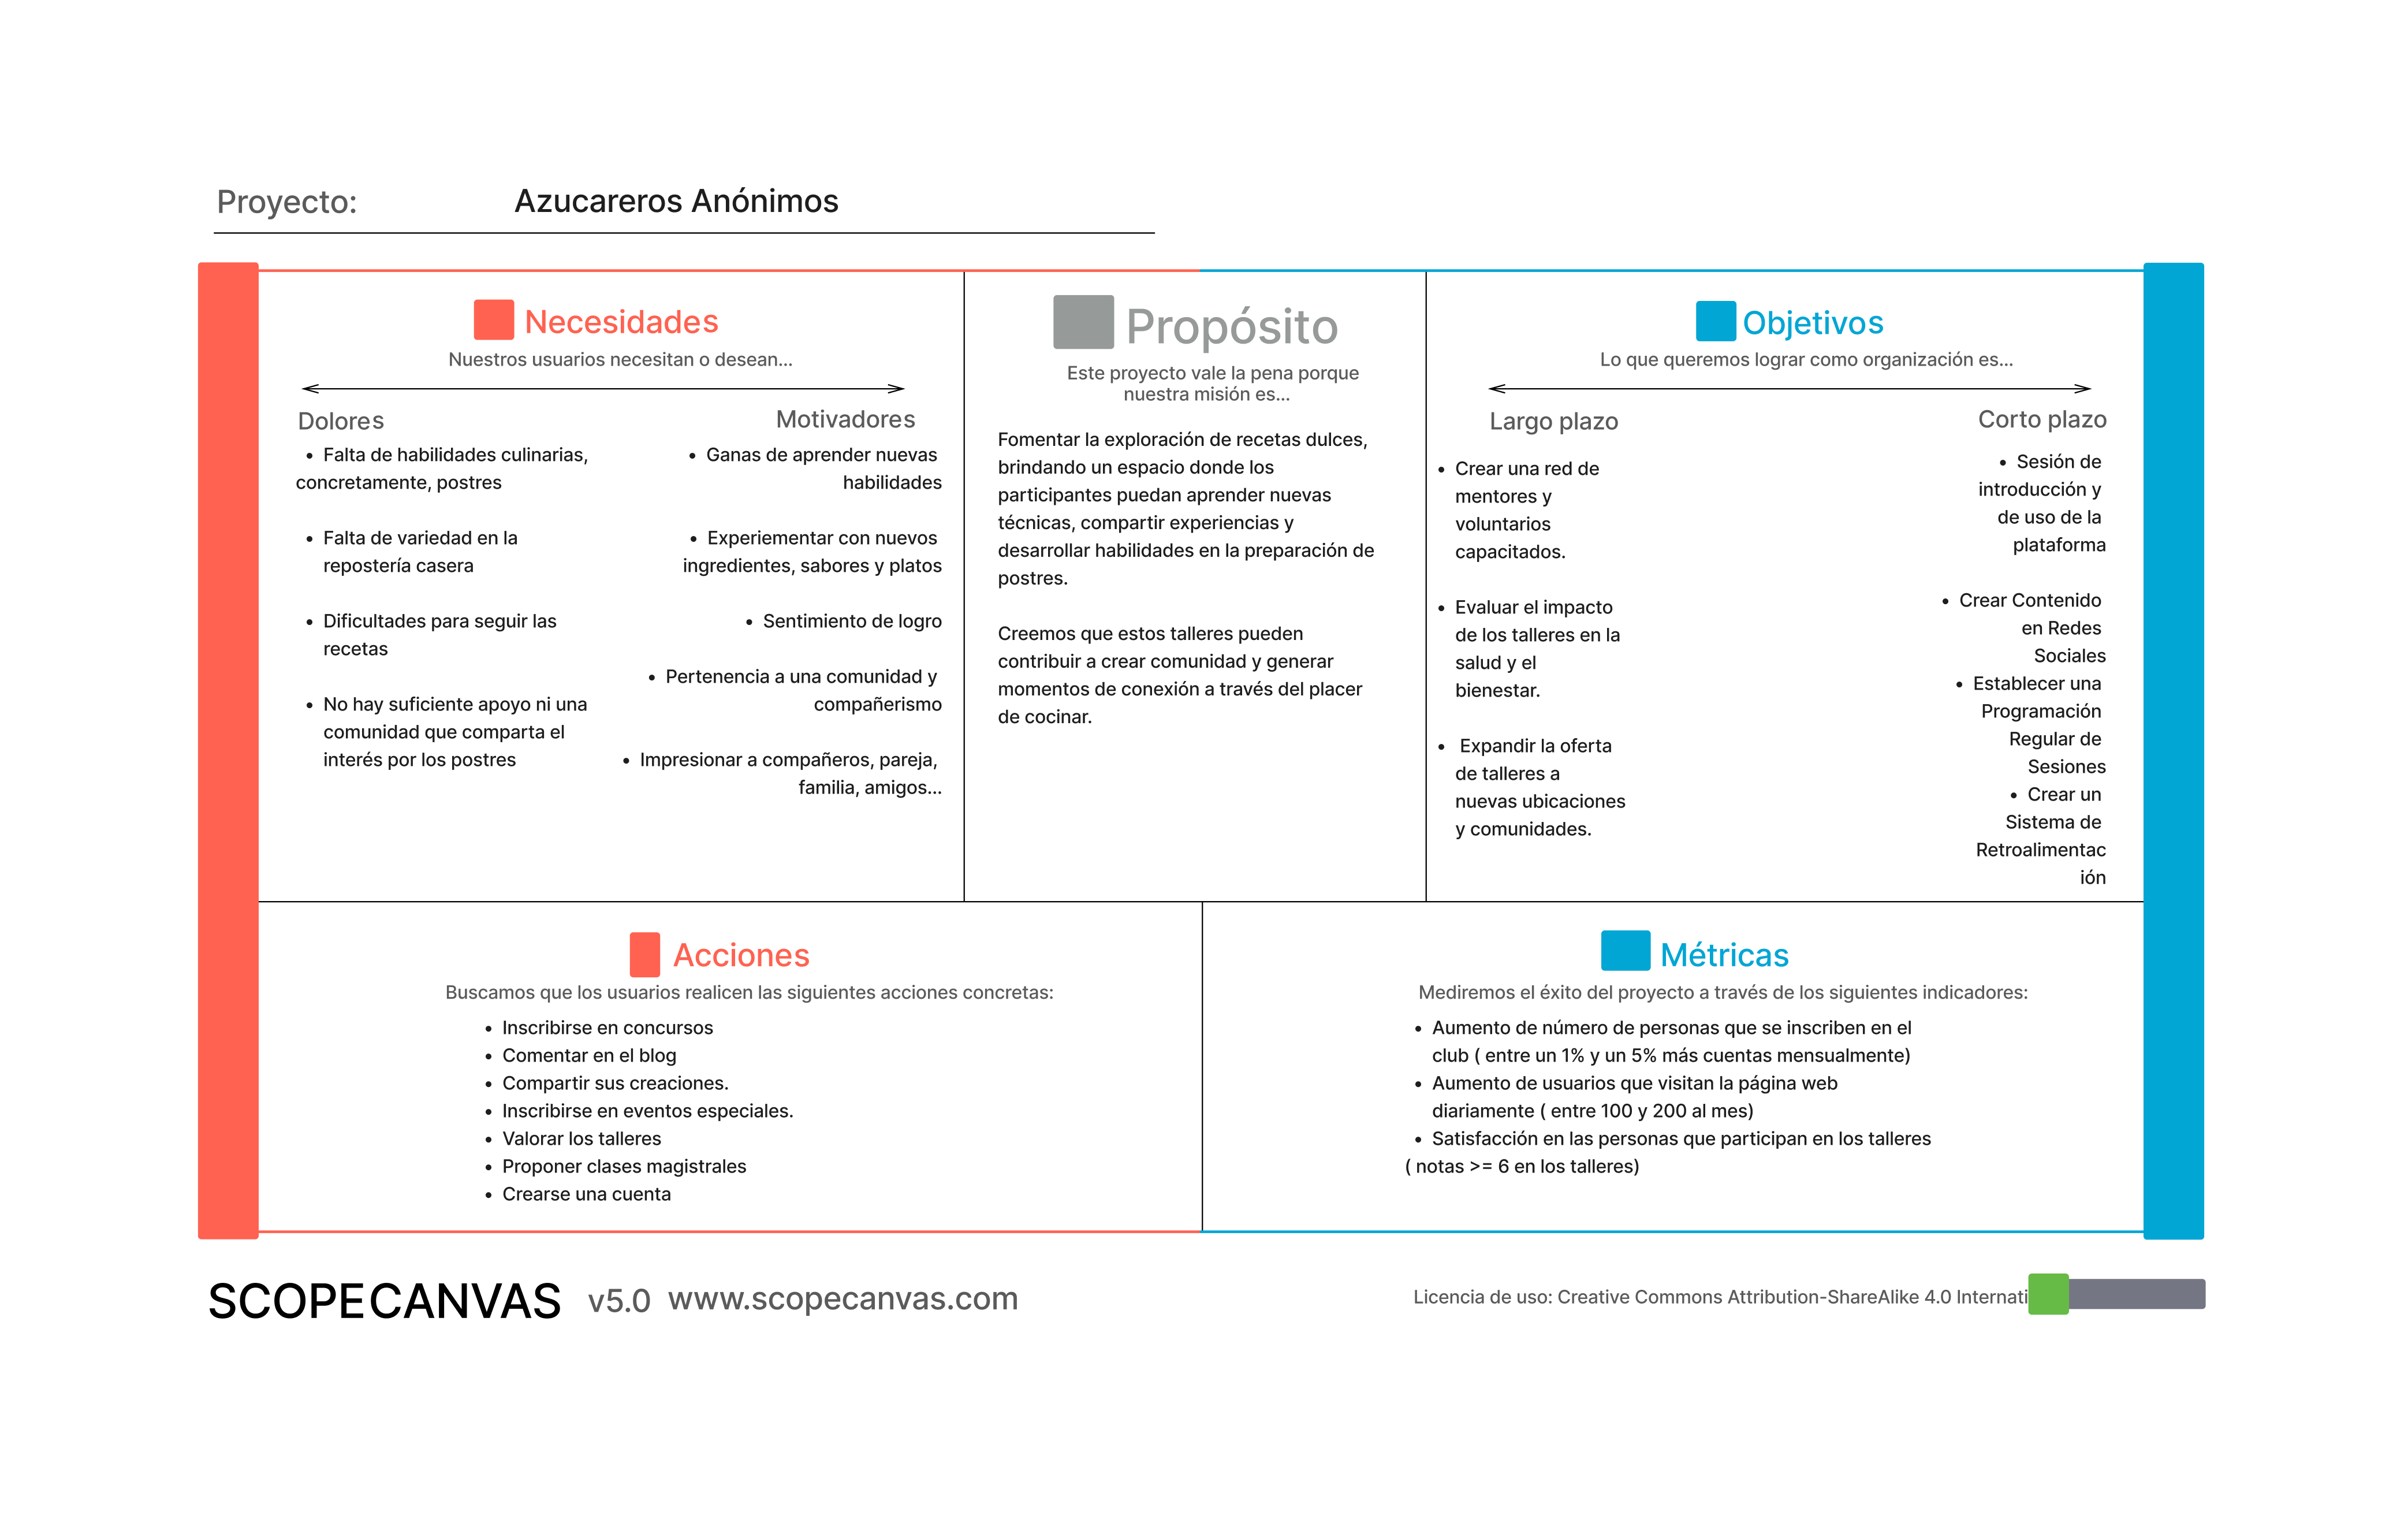 Proyecto: Azucareros Anónimos
Necesidades
Nuestros usuarios necesitan o desean...
Dolores
• Falta de habilidades culinarias,
concretamente, postres
• Falta de variedad en la
repostería casera
• Dificultades para seguir las
recetas
• No hay suficiente apoyo ni una
comunidad que comparta el
interés por los postres
Motivadores
• Ganas de aprender nuevas
habilidades
• Experiementar con nuevos
ingredientes, sabores y platos
• Sentimiento de logro
• Pertenencia a una comunidad y
compañerismo
• Impresionar a compañeros, pareja,
familia, amigos...
Propósito
Este proyecto vale la pena porque
nuestra misión es...
Fomentar la exploración de recetas dulces,
brindando un espacio donde los
participantes puedan aprender nuevas
técnicas, compartir experiencias y
desarrollar habilidades en la preparación de
postres.
Creemos que estos talleres pueden
contribuir a crear comunidad y generar
momentos de conexión a través del placer
de cocinar.
Objetivos
Lo que queremos lograr como organización es...
Largo plazo
• Crear una red de
mentores y
voluntarios
capacitados.
• Evaluar el impacto
de los talleres en la
salud y el
bienestar.
• Expandir la oferta
de talleres a
nuevas ubicaciones
y comunidades.
Corto plazo
• Sesión de
introducción y
de uso de la
plataforma
• Crear Contenido
en Redes
Sociales
• Establecer una
Programación
Regular de
Sesiones
• Crear un
Sistema de
Retroalimentac
ión
Acciones
Buscamos que los usuarios realicen las siguientes acciones concretas:
• Inscribirse en concursos
• Comentar en el blog
• Compartir sus creaciones.
• Inscribirse en eventos especiales.
• Valorar los talleres
• Proponer clases magistrales
• Crearse una cuenta
Métricas
Mediremos el éxito del proyecto a través de los siguientes indicadores:
• Aumento de número de personas que se inscriben en el
club ( entre un 1% y un 5% más cuentas mensualmente)
• Aumento de usuarios que visitan la página web
diariamente ( entre 100 y 200 al mes)
• Satisfacción en las personas que participan en los talleres
( notas >= 6 en los talleres)
SCOPECANVAS v5.0 www.scopecanvas.com
Licencia de uso: Creative Commons Attribution-ShareAlike 4.0 Internati